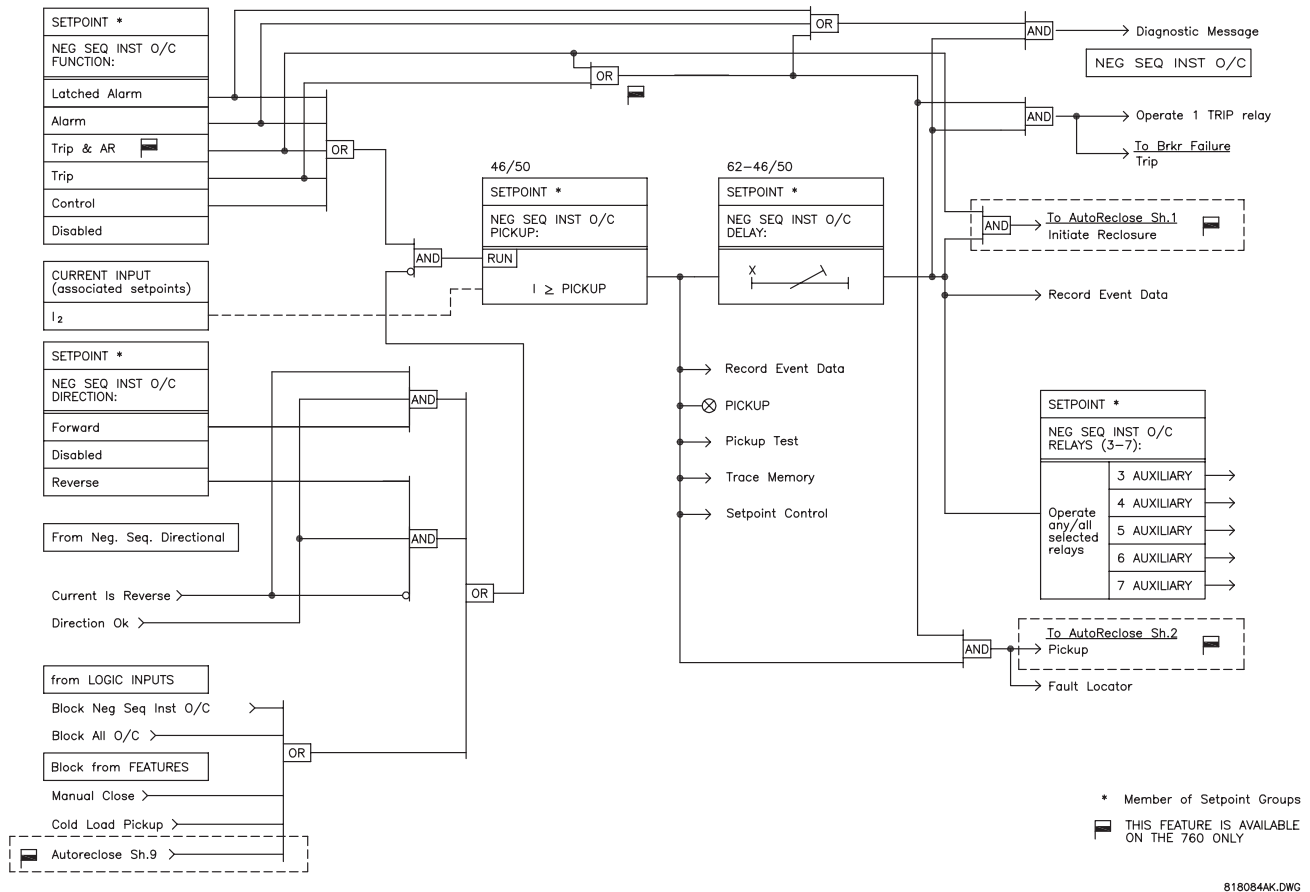 SETPOINT *
NEG SEQ INST O/C
FUNCTION:
Latched Alarm
Alarm
Trip & AR
Trip
Control
Disabled
OR
CURRENT INPUT
(associated setpoints)
I2
AND
SETPOINT *
NEG SEQ INST O/C
DIRECTION:
Forward
Disabled
Reverse
AND
AND
From Neg. Seq. Directional
Current Is Reverse
Direction Ok
OR
from LOGIC INPUTS
Block Neg Seq Inst O/C
Block All O/C
OR
Block from FEATURES
Manual Close
Cold Load Pickup
Autoreclose Sh.9
46/50
SETPOINT *
NEG SEQ INST O/C
PICKUP:
RUN
I ≥ PICKUP
OR
OR
62-46/50
SETPOINT *
NEG SEQ INST O/C
DELAY:
X
Record Event Data
PICKUP
Pickup Test
Trace Memory
Setpoint Control
AND
Diagnostic Message
NEG SEQ INST O/C
AND
Operate 1 TRIP relay
To Brkr Failure
Trip
AND
To AutoReclose Sh.1
Initiate Reclosure
Record Event Data
SETPOINT *
NEG SEQ INST O/C
RELAYS (3-7):
Operate
any/all
selected
relays
3 AUXILIARY
4 AUXILIARY
5 AUXILIARY
6 AUXILIARY
7 AUXILIARY
AND
To AutoReclose Sh.2
Pickup
Fault Locator
* Member of Setpoint Groups
THIS FEATURE IS AVAILABLE
ON THE 760 ONLY
818084AK.DWG